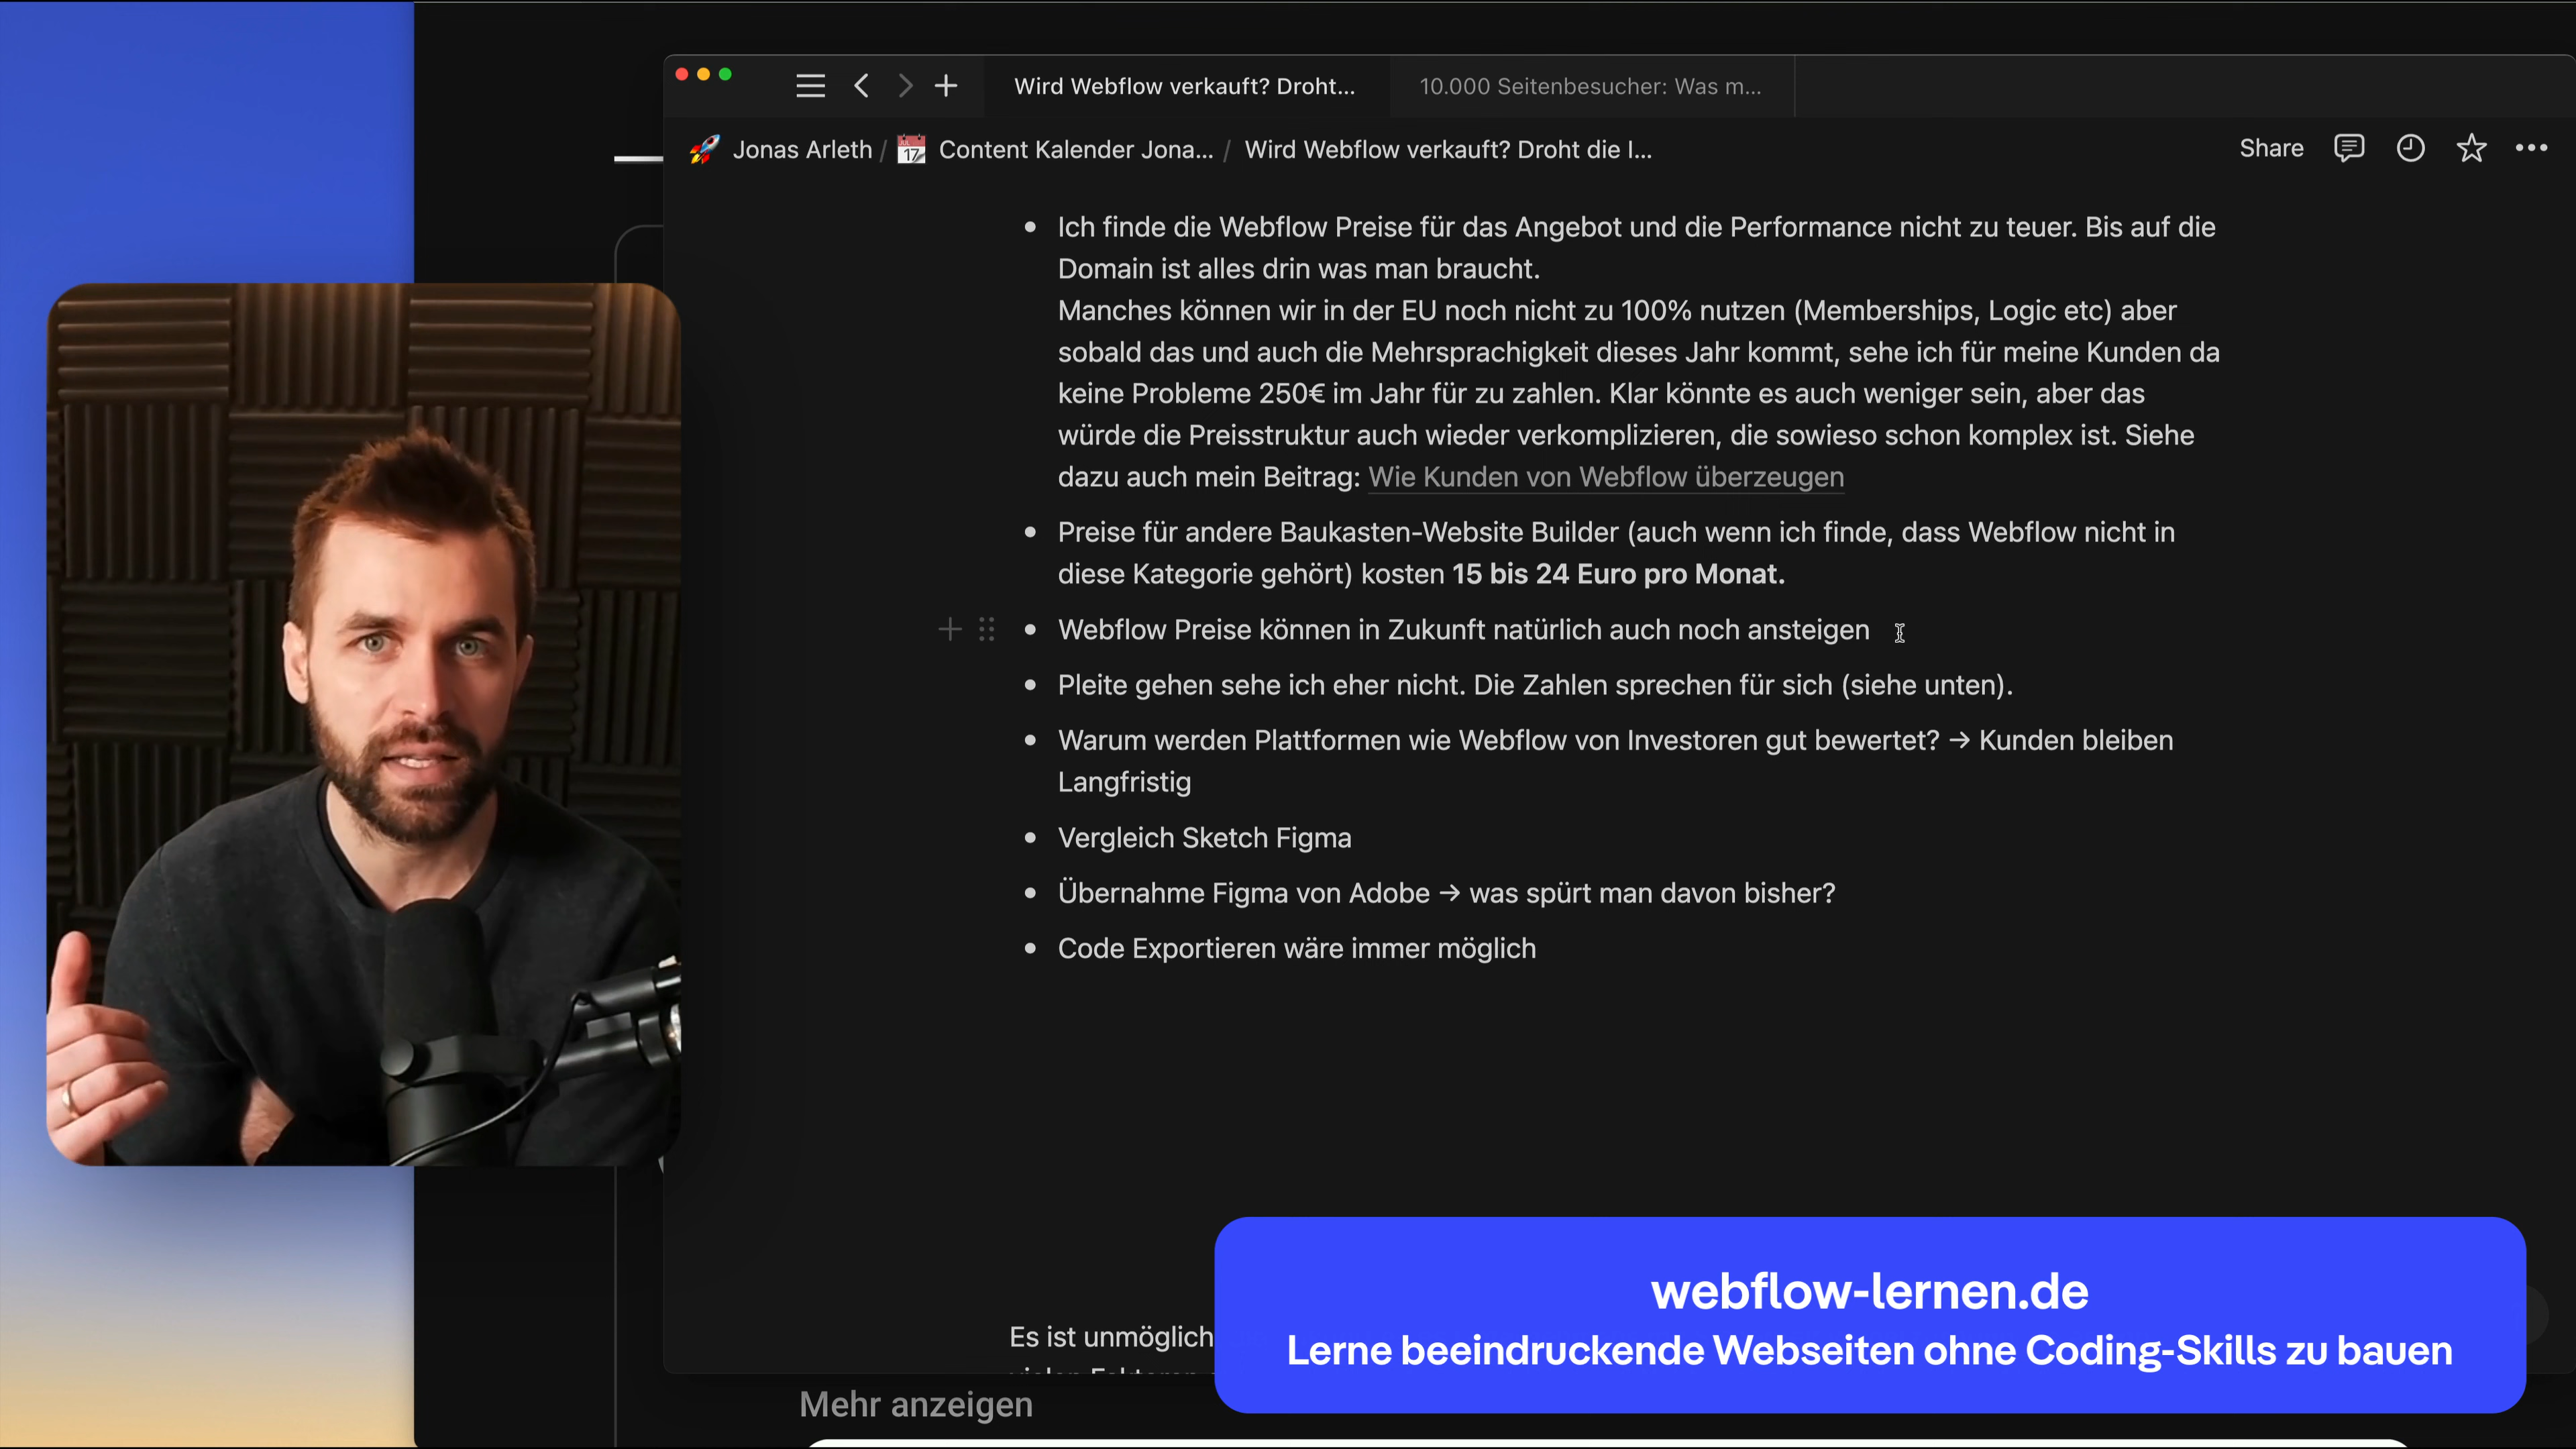 Wird Webflow verkauft? Droht...
10.000 Seitenbesucher: Was m...
Jonas Arleth / JUL 17 Content Kalender Jona... / Wird Webflow verkauft? Droht die I...
Share
• Ich finde die Webflow Preise für das Angebot und die Performance nicht zu teuer. Bis auf die
Domain ist alles drin was man braucht.
Manches können wir in der EU noch nicht zu 100% nutzen (Memberships, Logic etc) aber
sobald das und auch die Mehrsprachigkeit dieses Jahr kommt, sehe ich für meine Kunden da
keine Probleme 250€ im Jahr für zu zahlen. Klar könnte es auch weniger sein, aber das
würde die Preisstruktur auch wieder verkomplizieren, die sowieso schon komplex ist. Siehe
dazu auch mein Beitrag: Wie Kunden von Webflow überzeugen
• Preise für andere Baukasten-Website Builder (auch wenn ich finde, dass Webflow nicht in
diese Kategorie gehört) kosten 15 bis 24 Euro pro Monat.
• Webflow Preise können in Zukunft natürlich auch noch ansteigen
• Pleite gehen sehe ich eher nicht. Die Zahlen sprechen für sich (siehe unten).
• Warum werden Plattformen wie Webflow von Investoren gut bewertet? → Kunden bleiben
Langfristig
• Vergleich Sketch Figma
• Übernahme Figma von Adobe → was spürt man davon bisher?
• Code Exportieren wäre immer möglich
Es ist unmöglich
webflow-lernen.de
Lerne beeindruckende Webseiten ohne Coding-Skills zu bauen
Mehr anzeigen